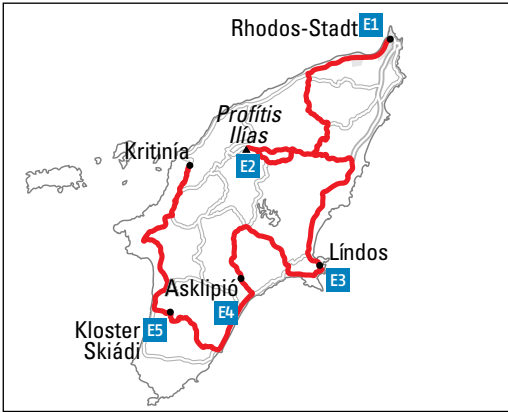 Rhodos-Stadt E1
Profítis
Ilías
E2
Kritinía
Líndos
E3
Asklipió
E4
Kloster E5
Skiádi